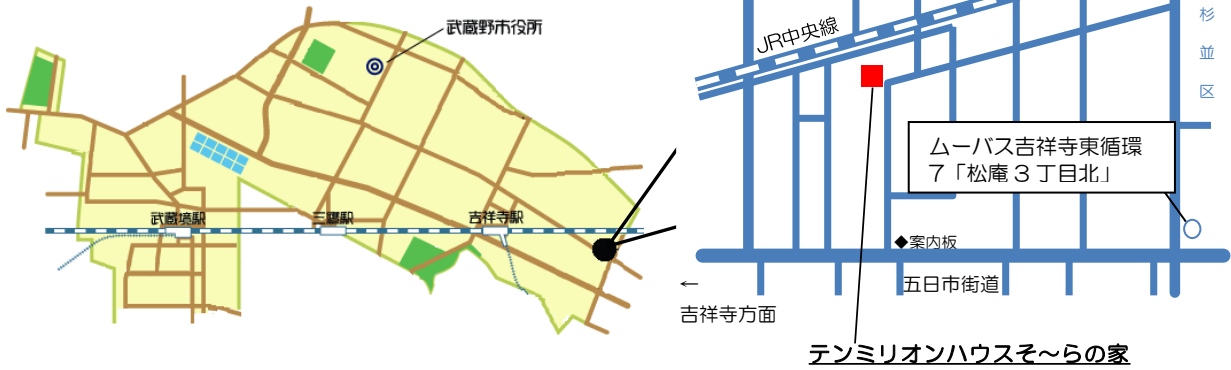 武蔵野市役所
武蔵境駅
三鷹駅
吉祥寺駅
JR中央線
杉並区
ムーバス吉祥寺東循環
7「松庵3丁目北」
◆案内板
五日市街道
←
吉祥寺方面
テンミリオンハウスそ～らの家